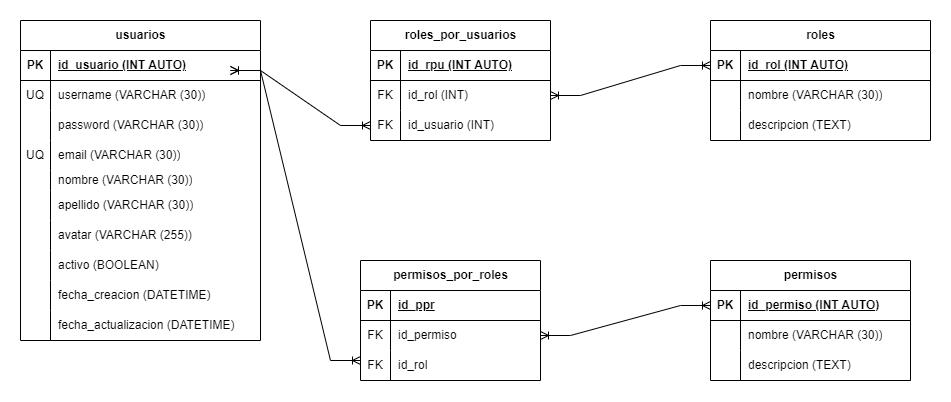 usuarios
PK id_usuario (INT AUTO)
UQ username (VARCHAR (30))
password (VARCHAR (30))
UQ email (VARCHAR (30))
nombre (VARCHAR (30))
apellido (VARCHAR (30))
avatar (VARCHAR (255))
activo (BOOLEAN)
fecha_creacion (DATETIME)
fecha_actualizacion (DATETIME)
roles_por_usuarios
PK id_rpu (INT AUTO)
FK id_rol (INT)
FK id_usuario (INT)
roles
PK id_rol (INT AUTO)
nombre (VARCHAR (30))
descripcion (TEXT)
permisos_por_roles
PK id_ppr
FK id_permiso
FK id_rol
permisos
PK id_permiso (INT AUTO)
nombre (VARCHAR (30))
descripcion (TEXT)